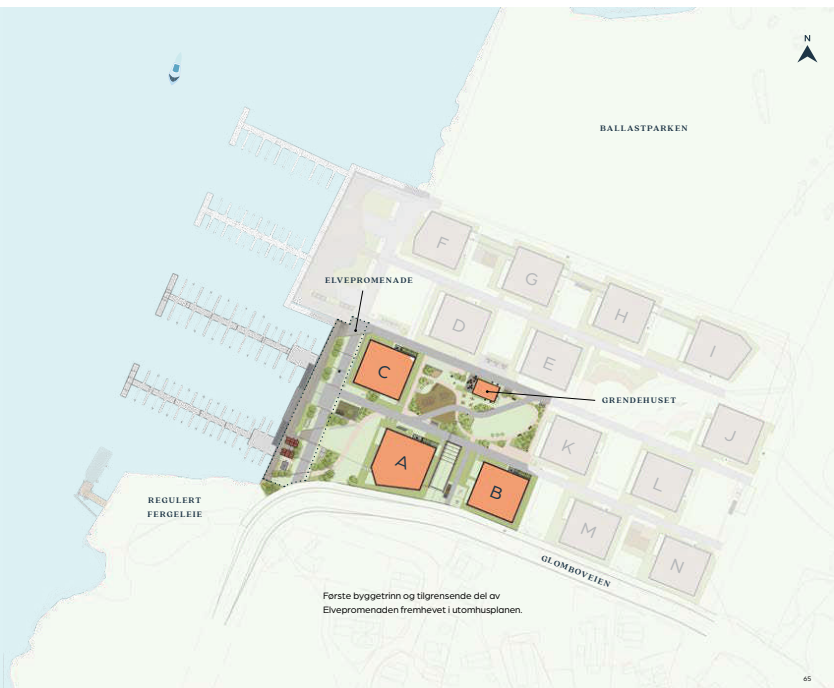 N
BALLASTPARKEN
F
G
ELVEPROMENADE
H
D
I
E
C
GRENDEHUSET
J
K
A
L
B
REGULERT
FERGELEIE
M
GLOMBOVEIEN
N
Første byggetrinn og tilgrensende del av
Elvepromenaden fremhevet i utomhusplanen.
65